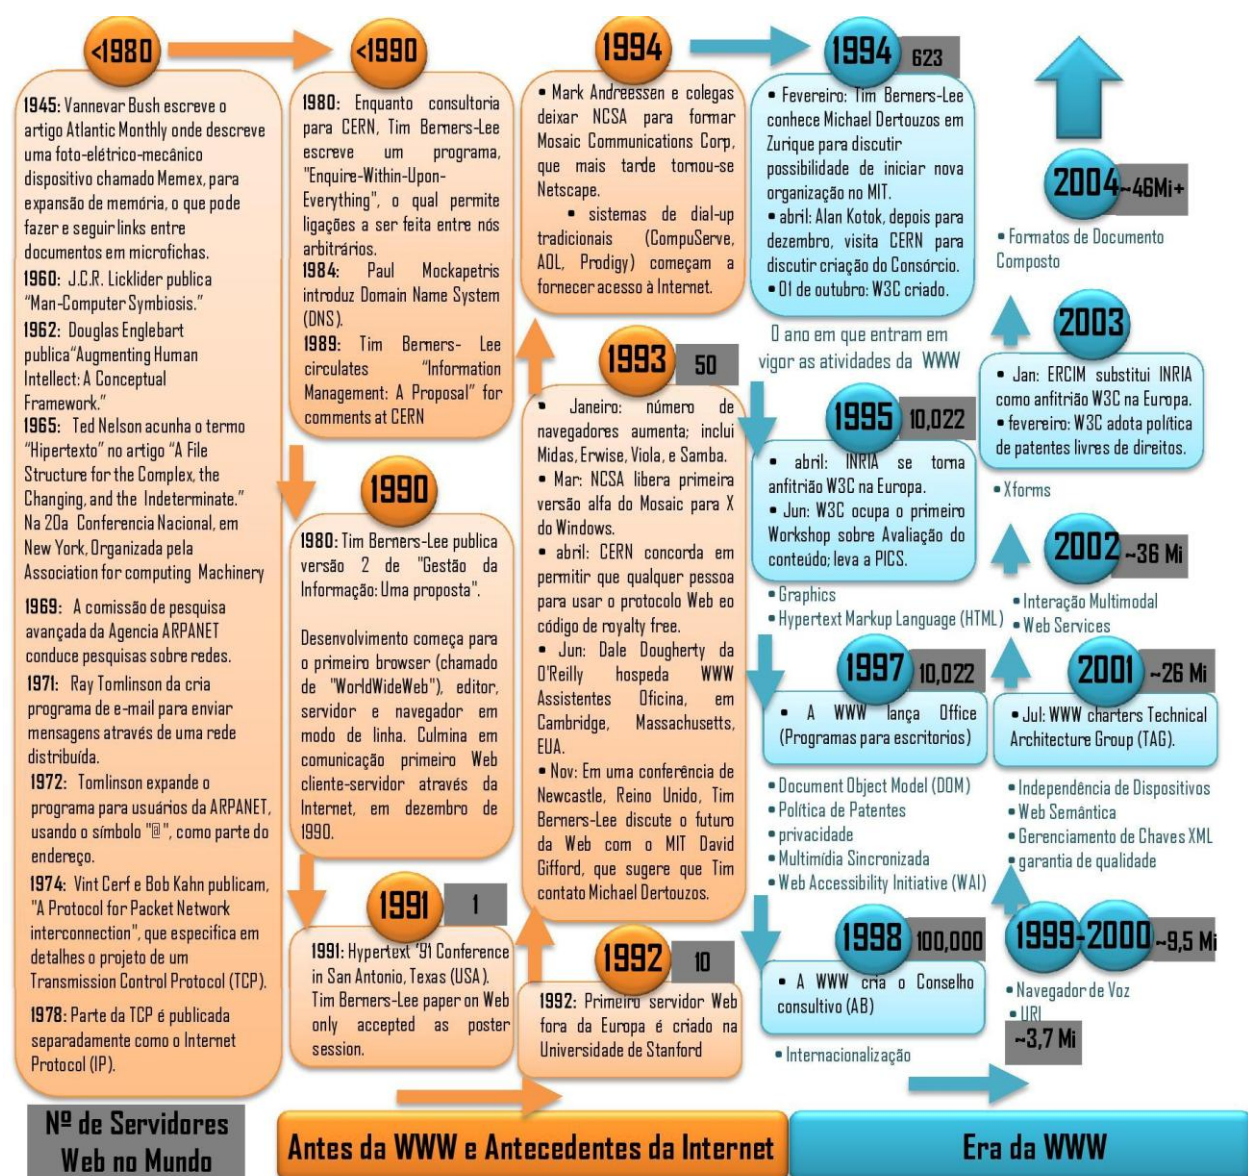 <1980
1945: Vannevar Bush escreve o
artigo Atlantic Monthly onde descreve
uma foto-elétrico-mecânico
dispositivo chamado Memex, para
expansão de memória, o que pode
fazer e seguir links entre
documentos em microfichas.
1960: J.C.R. Licklider publica
“Man-Computer Symbiosis.”
1962: Douglas Englebart
publica“Augmenting Human
Intellect: A Conceptual
Framework.”
1965: Ted Nelson acunha o termo
“Hipertexto” no artigo “A File
Structure for the Complex, the
Changing, and the Indeterminate.”
Na 20a Conferencia Nacional, em
New York, Organizada pela
Association for computing Machinery
1969: A comissão de pesquisa
avançada da Agencia ARPANET
conduce pesquisas sobre redes.
1971: Ray Tomlinson da cria
programa de e-mail para enviar
mensagens através de uma rede
distribuída.
1972: Tomlinson expande o
programa para usuários da ARPANET,
usando o símbolo "@", como parte do
endereço.
1974: Vint Cerf e Bob Kahn publicam,
"A Protocol for Packet Network
interconnection", que especifica em
detalhes o projeto de um
Transmission Control Protocol (TCP).
1978: Parte da TCP é publicada
separadamente como o Internet
Protocol (IP).
<1990
1980: Enquanto consultoria
para CERN, Tim Berners-Lee
escreve um programa,
"Enquire-Within-Upon-
Everything", o qual permite
ligações a ser feita entre nós
arbitrários.
1984: Paul Mockapetris
introduz Domain Name System
(DNS).
1989: Tim Berners- Lee
circulates “Information
Management: A Proposal” for
comments at CERN
1990
1980: Tim Berners-Lee publica
versão 2 de "Gestão da
Informação: Uma proposta".
Desenvolvimento começa para
o primeiro browser (chamado
de "WorldWideWeb"), editor,
servidor e navegador em
modo de linha. Culmina em
comunicação primeiro Web
cliente-servidor através da
Internet, em dezembro de
1990.
1991 1
1991: Hypertext ’91 Conference
in San Antonio, Texas (USA).
Tim Berners-Lee paper on Web
only accepted as poster
session.
1992 10
1992: Primeiro servidor Web
fora da Europa é criado na
Universidade de Stanford
1993 50
• Janeiro: número de
navegadores aumenta; inclui
Midas, Erwise, Viola, e Samba.
• Mar: NCSA libera primeira
versão alfa do Mosaic para X
do Windows.
• abril: CERN concorda em
permitir que qualquer pessoa
para usar o protocolo Web eo
código de royalty free.
• Jun: Dale Dougherty da
O'Reilly hospeda WWW
Assistentes Oficina, em
Cambridge, Massachusetts,
EUA.
• Nov: Em uma conferência de
Newcastle, Reino Unido, Tim
Berners-Lee discute o futuro
da Web com o MIT David
Gifford, que sugere que Tim
contato Michael Dertouzos.
1994
• Mark Andreessen e colegas
deixar NCSA para formar
Mosaic Communications Corp,
que mais tarde tornou-se
Netscape.
• sistemas de dial-up
tradicionais (CompuServe,
AOL, Prodigy) começam a
fornecer acesso à Internet.
1994 623
• Fevereiro: Tim Berners-Lee
conhece Michael Dertouzos em
Zurique para discutir
possibilidade de iniciar nova
organização no MIT.
• abril: Alan Kotok, depois para
dezembro, visita CERN para
discutir criação do Consórcio.
• 01 de outubro: W3C criado.
O ano em que entram em
vigor as atividades da WWW
1995 10,022
• abril: INRIA se torna
anfitrião W3C na Europa.
• Jun: W3C ocupa o primeiro
Workshop sobre Avaliação do
conteúdo; leva a PICS.
• Graphics
• Hypertext Markup Language (HTML)
1997 10,022
• A WWW lança Office
(Programas para escritorios)
• Document Object Model (DOM)
• Política de Patentes
• privacidade
• Multimídia Sincronizada
• Web Accessibility Initiative (WAI)
1998 100,000
• A WWW cria o Conselho
consultivo (AB)
• Internacionalização
1999-2000 ~9,5 Mi
• Navegador de Voz
• URI
~3,7 Mi
2001 ~26 Mi
• Jul: WWW charters Technical
Architecture Group (TAG).
• Independência de Dispositivos
• Web Semântica
• Gerenciamento de Chaves XML
• garantia de qualidade
2002 ~36 Mi
• Interação Multimodal
• Web Services
2003
• Jan: ERCIM substitui INRIA
como anfitrião W3C na Europa.
• fevereiro: W3C adota política
de patentes livres de direitos.
• Xforms
2004 ~46Mi+
• Formatos de Documento
Composto
Nº de Servidores
Web no Mundo
Antes da WWW e Antecedentes da Internet
Era da WWW